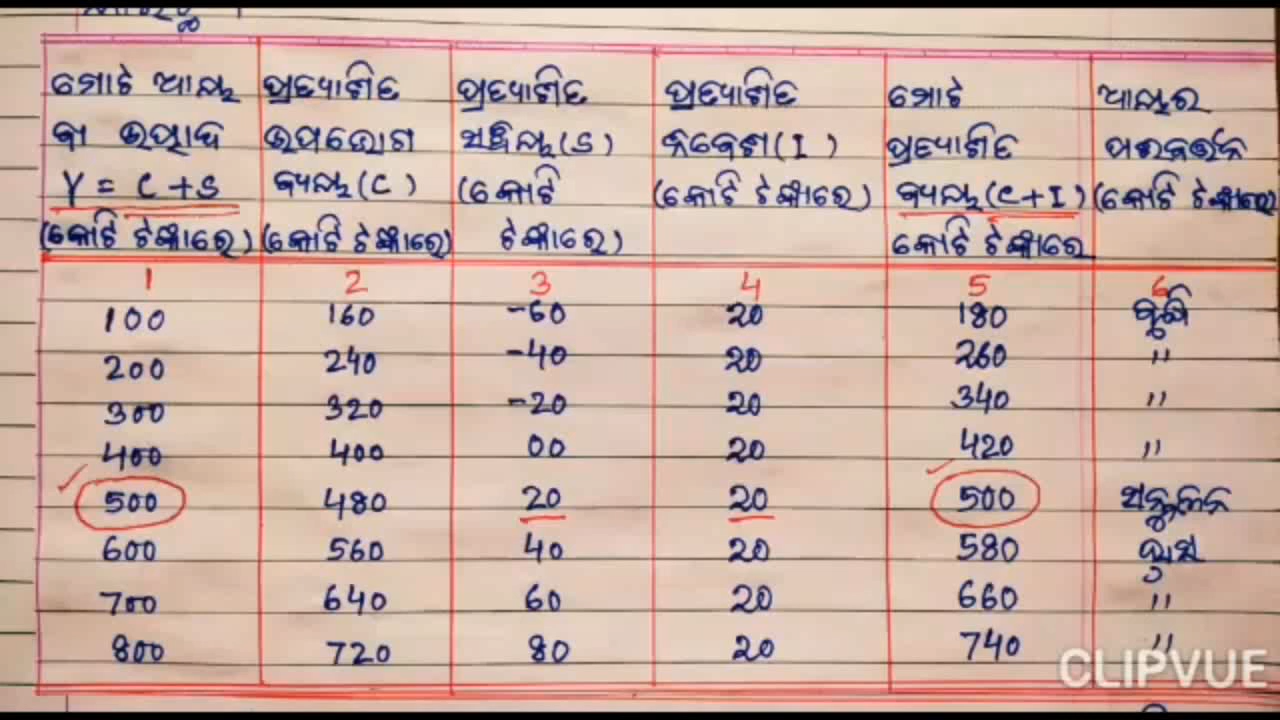 ମୋଟ ଆୟ ପ୍ରତ୍ୟାଶିତ ପ୍ରତ୍ୟାଶିତ ପ୍ରତ୍ୟାଶିତ ମୋଟ ଆୟର
ବା ଉତ୍ପାଦ ଉପଭୋଗ ସଞ୍ଚୟ (S) ନିବେଶ (I) ପ୍ରତ୍ୟାଶିତ ପରିବର୍ତ୍ତନ
Y = C + S ବ୍ୟୟ (C) (କୋଟି (କୋଟି ଟଙ୍କାରେ) ବ୍ୟୟ (C+I) (କୋଟି ଟଙ୍କାରେ)
(କୋଟି ଟଙ୍କାରେ) (କୋଟି ଟଙ୍କାରେ) ଟଙ୍କାରେ) କୋଟି ଟଙ୍କାରେ
1 2 3 4 5 6
100 160 -60 20 180 ବୃଦ୍ଧି
200 240 -40 20 260 "
300 320 -20 20 340 "
400 400 00 20 420 "
500 480 20 20 500 ସନ୍ତୁଳନ
600 560 40 20 580 ହ୍ରାସ
700 640 60 20 660 "
800 720 80 20 740 "
CLIPVUE